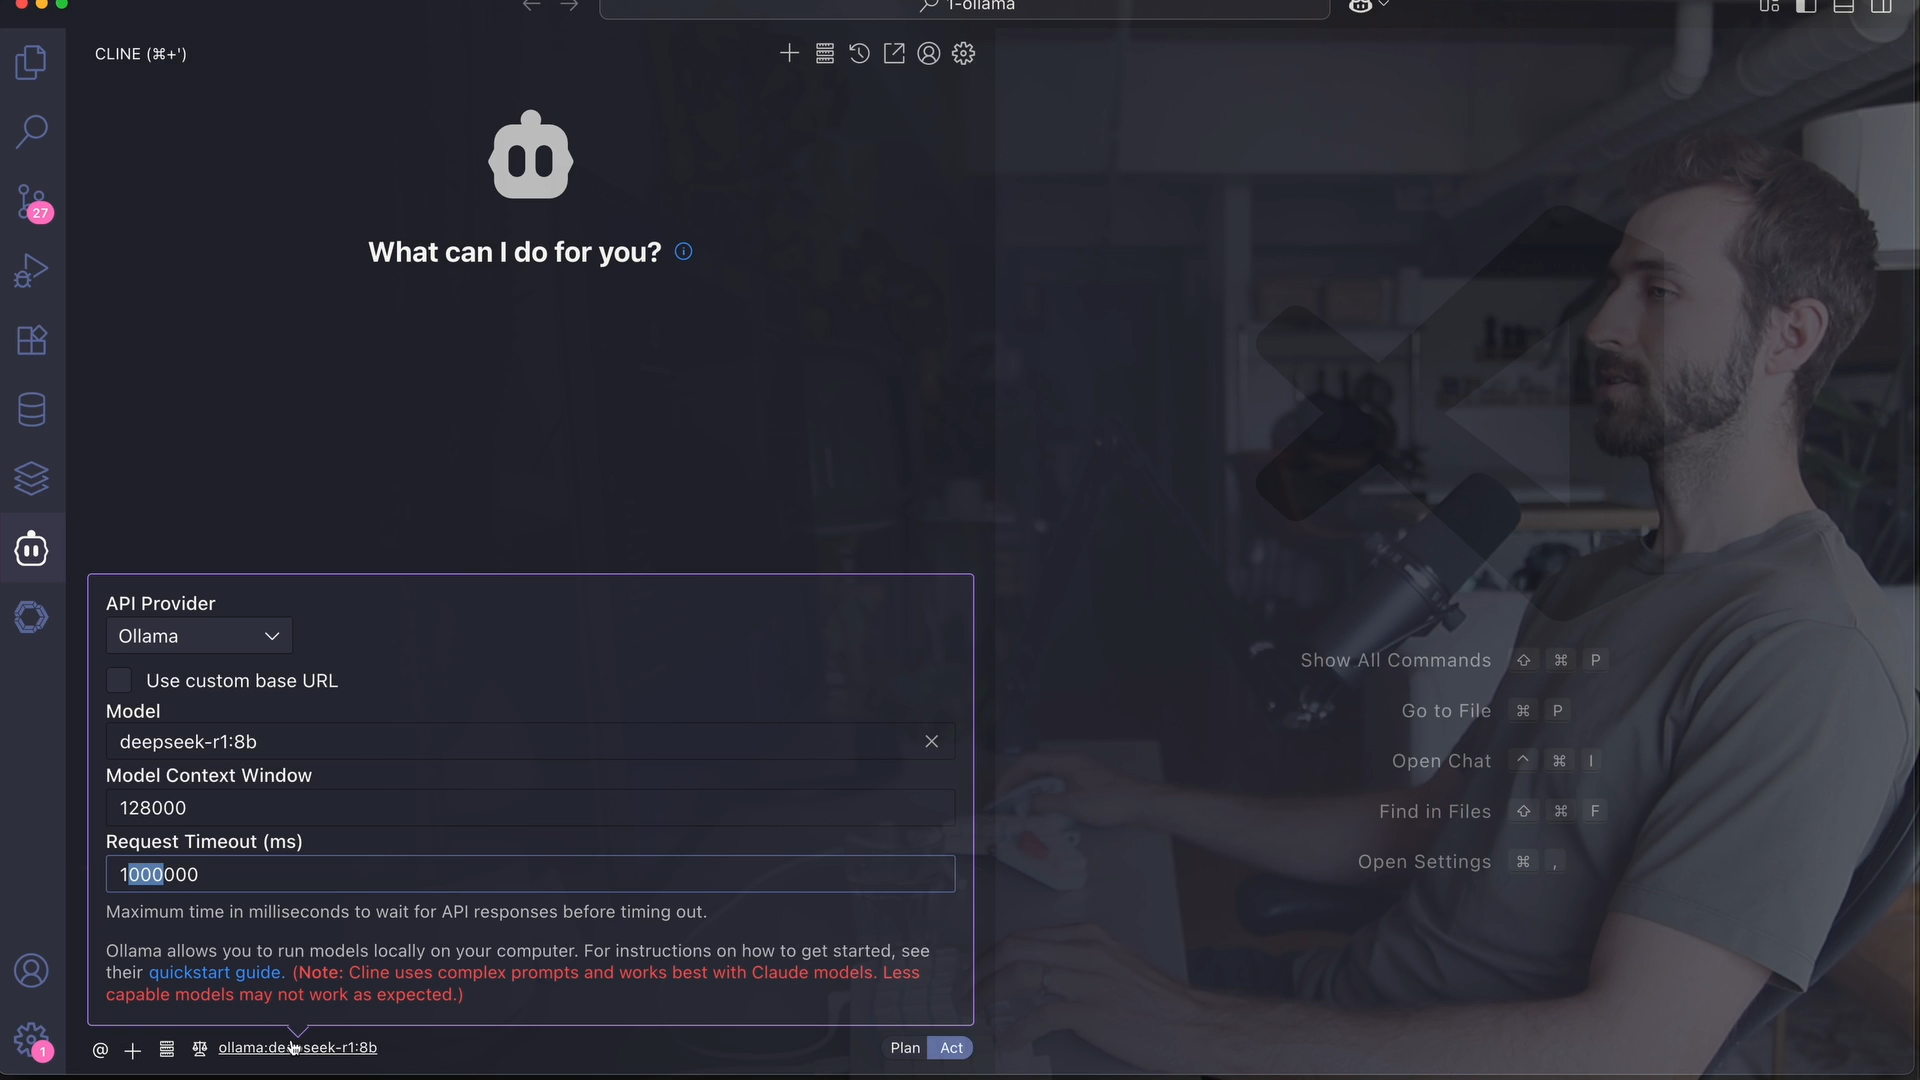 1-ollama
CLINE (⌘+')
27
What can I do for you?
API Provider
Ollama
Use custom base URL
Model
deepseek-r1:8b
Model Context Window
128000
Request Timeout (ms)
1000000
Maximum time in milliseconds to wait for API responses before timing out.
Ollama allows you to run models locally on your computer. For instructions on how to get started, see
their quickstart guide. (Note: Cline uses complex prompts and works best with Claude models. Less
capable models may not work as expected.)
@ ollama:deepseek-r1:8b
Plan Act
1
Show All Commands ⇧ ⌘ P
Go to File ⌘ P
Open Chat ^ ⌘ I
Find in Files ⇧ ⌘ F
Open Settings ⌘ ,